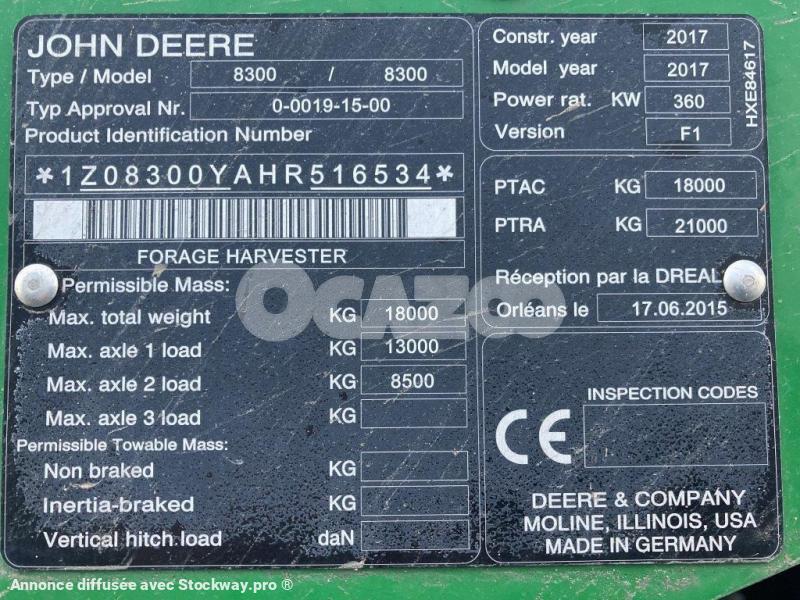 JOHN DEERE
Type / Model 8300 / 8300
Typ Approval Nr. 0-0019-15-00
Product Identification Number
*1Z08300YAHR516534*
FORAGE HARVESTER
Permissible Mass:
Max. total weight KG 18000
Max. axle 1 load KG 13000
Max. axle 2 load KG 8500
Max. axle 3 load KG
Permissible Towable Mass:
Non braked KG
Inertia-braked KG
Vertical hitch load daN
Constr. year 2017
Model year 2017
Power rat. KW 360
Version F1
HXE84617
PTAC KG 18000
PTRA KG 21000
Réception par la DREAL
Orléans le 17.06.2015
INSPECTION CODES
CE
DEERE & COMPANY
MOLINE, ILLINOIS, USA
MADE IN GERMANY
OCAZOO
Annonce diffusée avec Stockway.pro ®